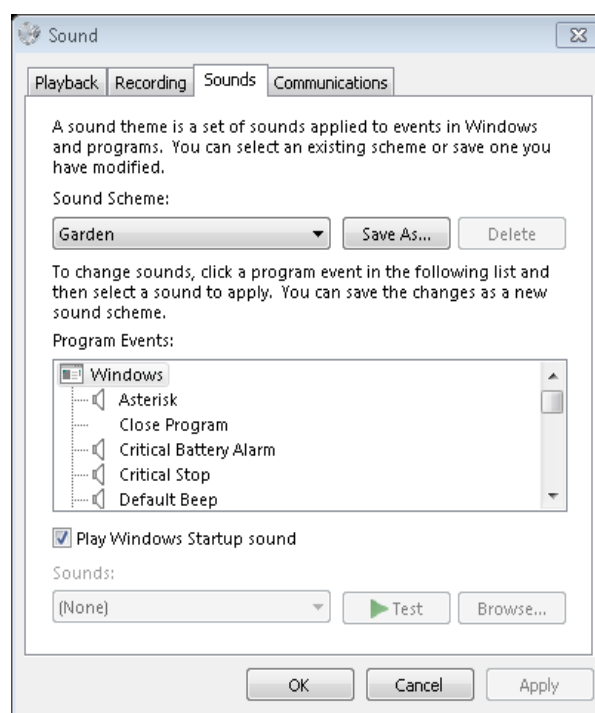 Sound
Playback Recording Sounds Communications
A sound theme is a set of sounds applied to events in Windows
and programs. You can select an existing scheme or save one you
have modified.
Sound Scheme:
Garden Save As... Delete
To change sounds, click a program event in the following list and
then select a sound to apply. You can save the changes as a new
sound scheme.
Program Events:
Windows
Asterisk
Close Program
Critical Battery Alarm
Critical Stop
Default Beep
Play Windows Startup sound
Sounds:
(None) Test Browse...
OK Cancel Apply